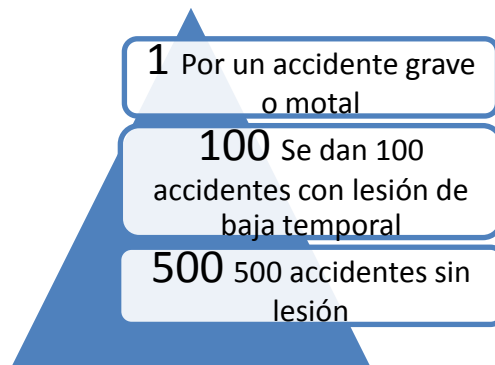 1 Por un accidente grave
o motal
100 Se dan 100
accidentes con lesión de
baja temporal
500 500 accidentes sin
lesión